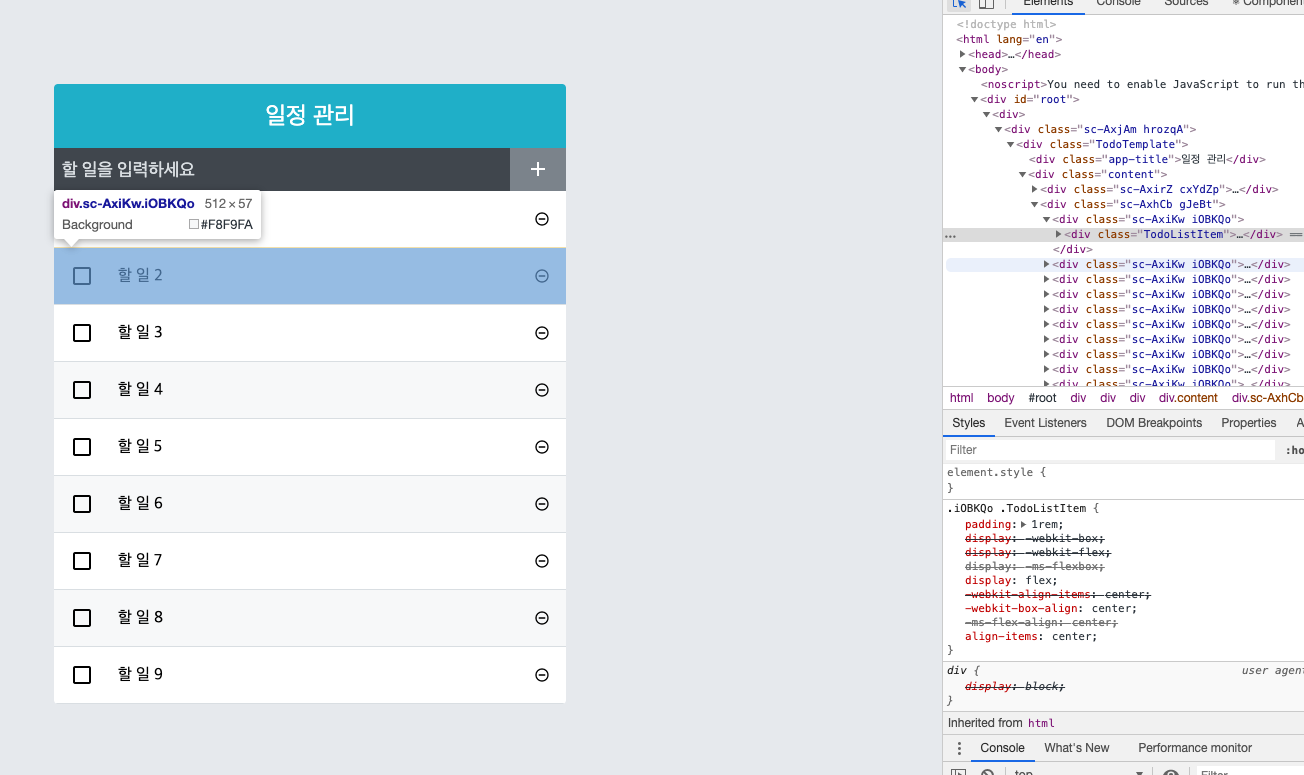 일정 관리
할 일을 입력하세요
+
div.sc-AxiKw.iOBKQo 512 × 57
Background #F8F9FA
할 일 2
할 일 3
할 일 4
할 일 5
할 일 6
할 일 7
할 일 8
할 일 9
Elements Console Sources Component
<!doctype html>
<html lang="en">
<head>…</head>
<body>
<noscript>You need to enable JavaScript to run th
<div id="root">
<div>
<div class="sc-AxjAm hrozqA">
<div class="TodoTemplate">
<div class="app-title">일정 관리</div>
<div class="content">
<div class="sc-AxirZ cxYdZp">…</div>
<div class="sc-AxhCb gJeBt">
<div class="sc-AxiKw iOBKQo">
… <div class="TodoListItem">…</div> ==
</div>
<div class="sc-AxiKw iOBKQo">…</div>
<div class="sc-AxiKw iOBKQo">…</div>
<div class="sc-AxiKw iOBKQo">…</div>
<div class="sc-AxiKw iOBKQo">…</div>
<div class="sc-AxiKw iOBKQo">…</div>
<div class="sc-AxiKw iOBKQo">…</div>
<div class="sc-AxiKw iOBKQo">…</div>
<div class="sc-AxiKw iOBKQo">…</div>
<div class="sc-AxiKw iOBKQo">…</div>
html body #root div div div div.content div.sc-AxhCb
Styles Event Listeners DOM Breakpoints Properties A
Filter :ho
element.style {
}
.iOBKQo .TodoListItem {
padding: 1rem;
display: -webkit-box;
display: -webkit-flex;
display: -ms-flexbox;
display: flex;
-webkit-align-items: center;
-webkit-box-align: center;
-ms-flex-align: center;
align-items: center;
}
div { user agent
display: block;
}
Inherited from html
Console What's New Performance monitor
top Filter